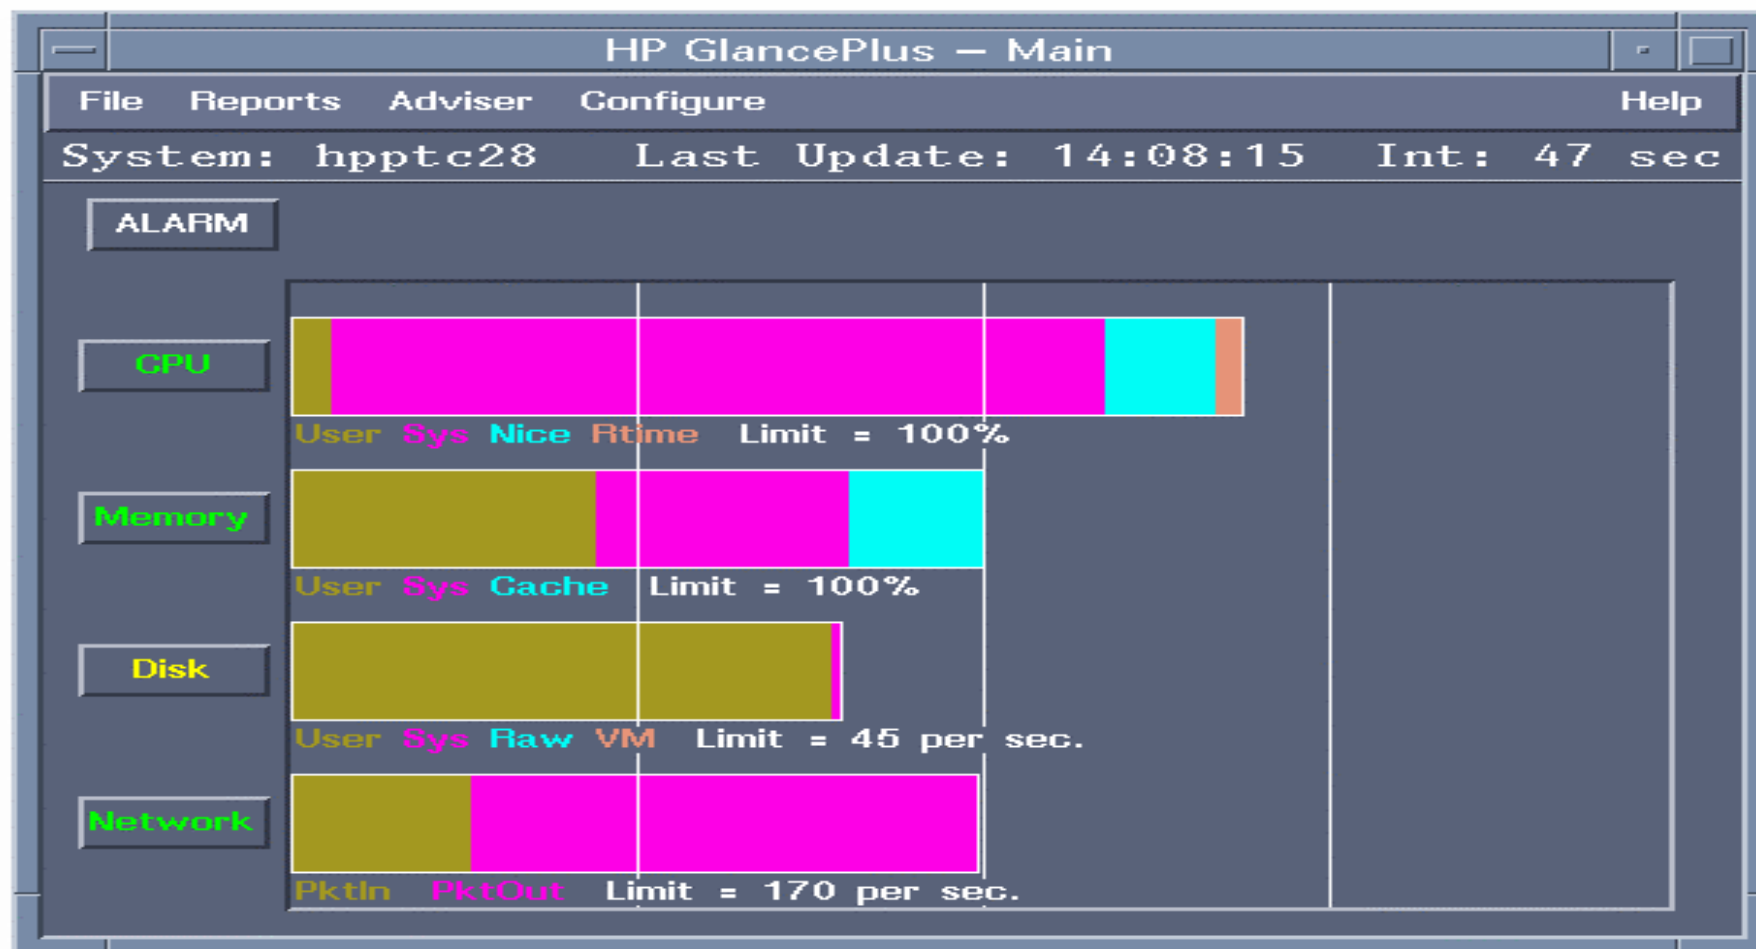 HP GlancePlus – Main
File Reports Adviser Configure Help
System: hpptc28 Last Update: 14:08:15 Int: 47 sec
ALARM
CPU
User Sys Nice Rtime Limit = 100%
Memory
User Sys Cache Limit = 100%
Disk
User Sys Raw VM Limit = 45 per sec.
Network
PktIn PktOut Limit = 170 per sec.